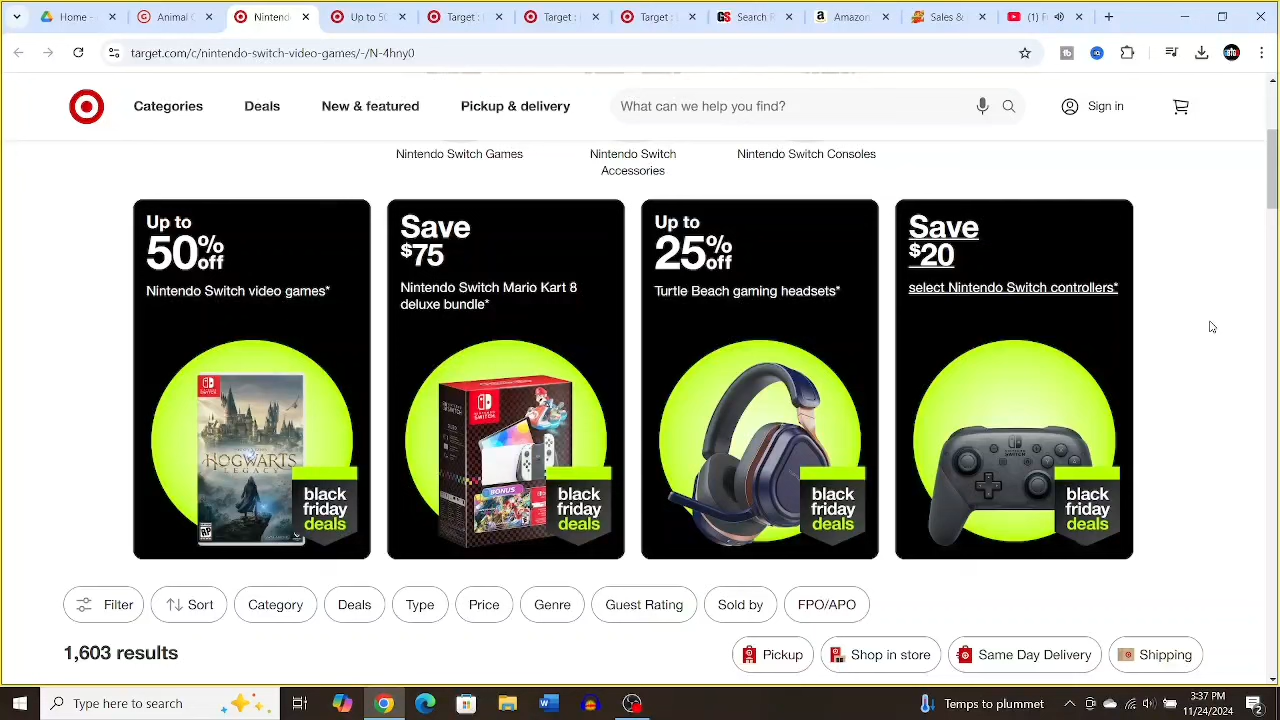 Home
Animal C
Nintend
Up to 50
Target
Target :
Target :
Search R
Amazon
Sales &
(1) F
target.com/c/nintendo-switch-video-games/-/N-4hny0
Categories
Deals
New & featured
Pickup & delivery
What can we help you find?
Sign in
Nintendo Switch Games
Nintendo Switch
Accessories
Nintendo Switch Consoles
Up to
50% off
Nintendo Switch video games*
HOGWARTS
LEGACY
black
friday
deals
Save
$75
Nintendo Switch Mario Kart 8
deluxe bundle*
BONUS
black
friday
deals
Up to
25% off
Turtle Beach gaming headsets*
black
friday
deals
Save
$20
select Nintendo Switch controllers*
black
friday
deals
Filter
Sort
Category
Deals
Type
Price
Genre
Guest Rating
Sold by
FPO/APO
1,603 results
Pickup
Shop in store
Same Day Delivery
Shipping
Type here to search
Temps to plummet
3:37 PM
11/24/2024